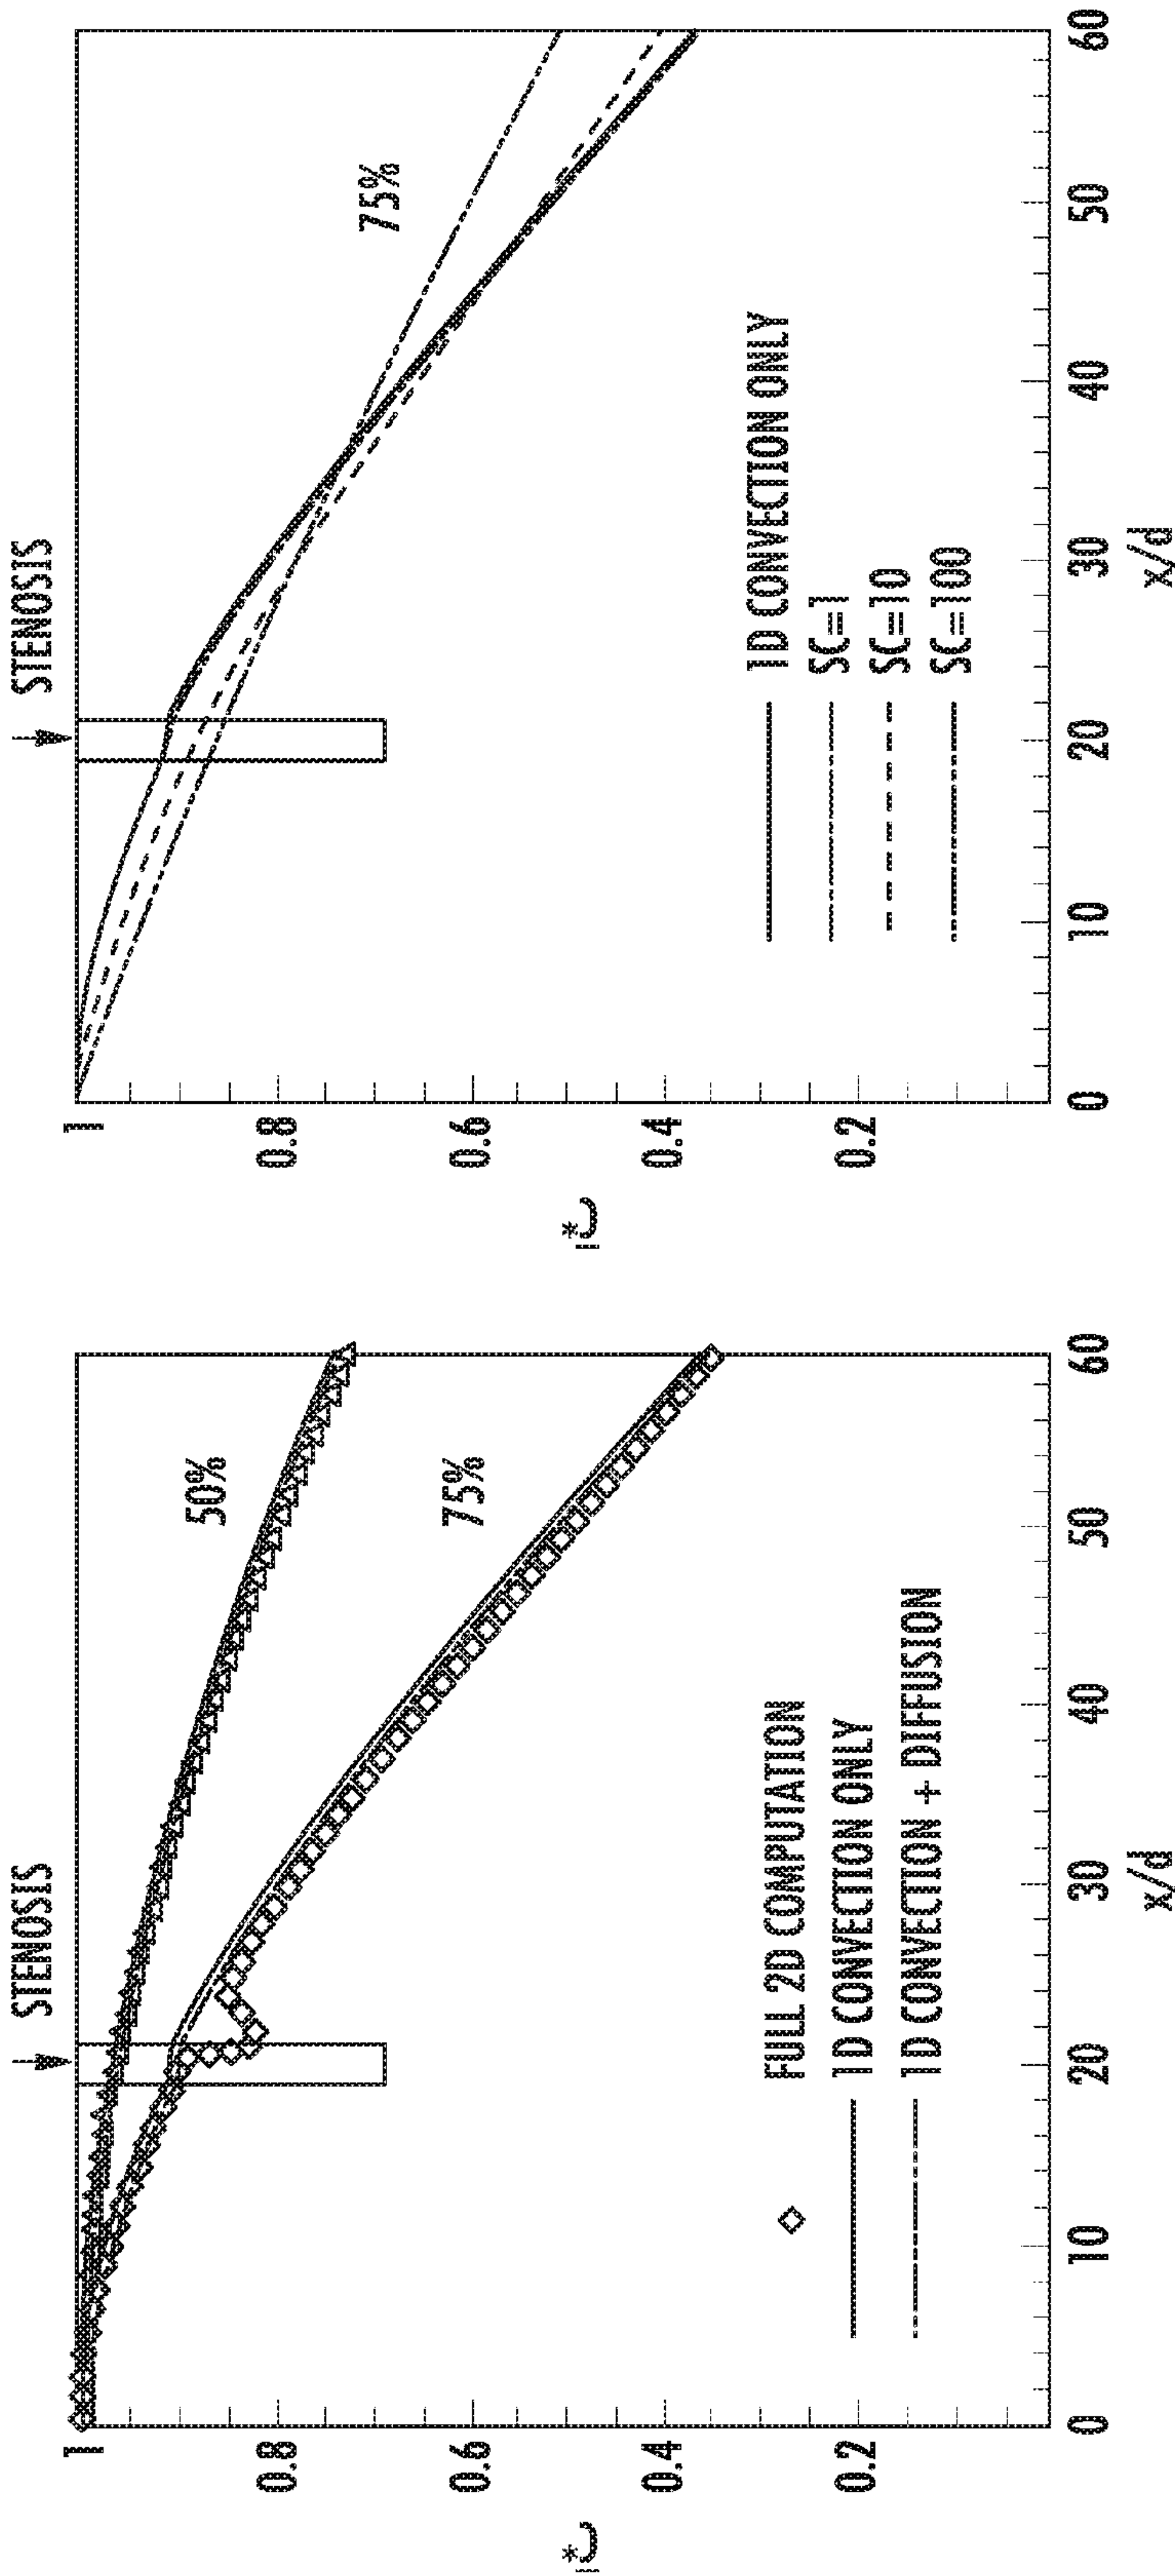 STENOSIS
50%
75%
FULL 2D COMPUTATION
1D CONVECTION ONLY
1D CONVECTION + DIFFUSION
C̄*
1
0.8
0.6
0.4
0.2
0 10 20 30 40 50 60
x/d
STENOSIS
75%
1D CONVECTION ONLY
SC=1
SC=10
SC=100
C̄*
1
0.8
0.6
0.4
0.2
0 10 20 30 40 50 60
x/d